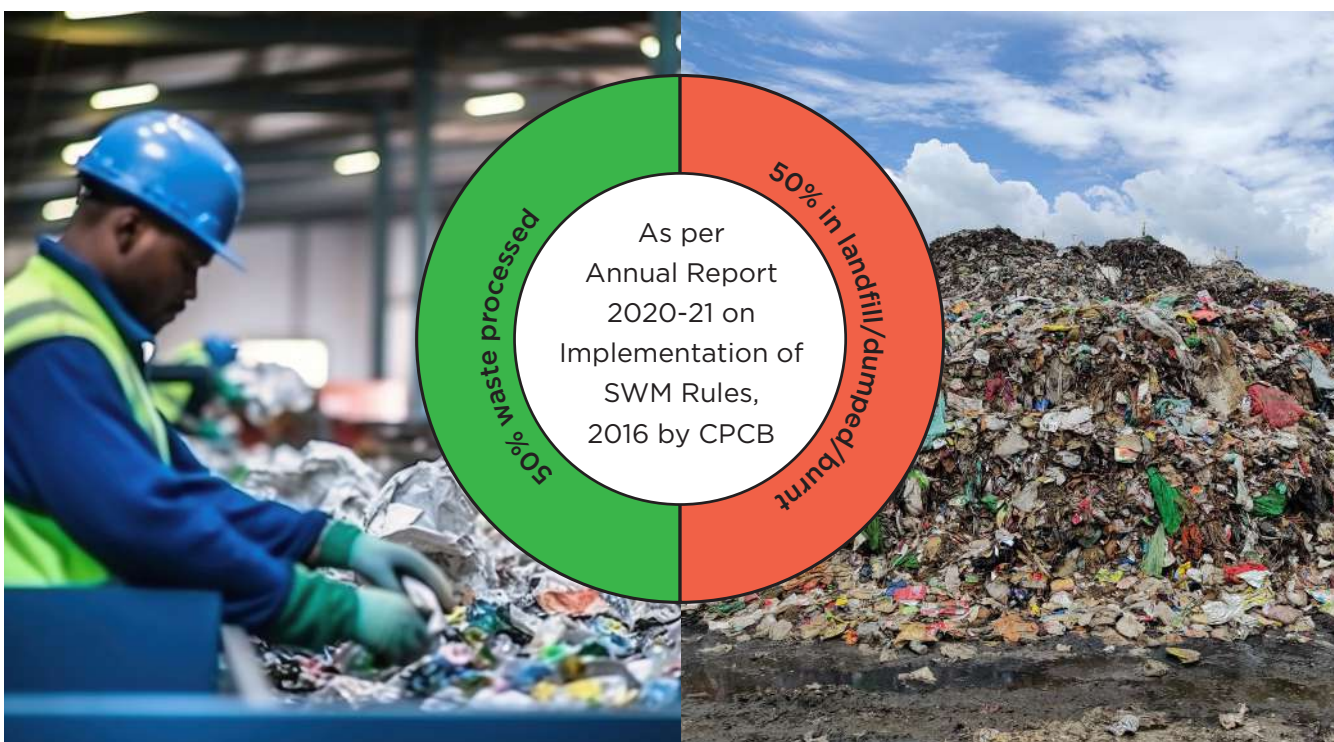 50% waste processed
As per
Annual Report
2020-21 on
Implementation of
SWM Rules,
2016 by CPCB
50% in landfill/dumped/burnt